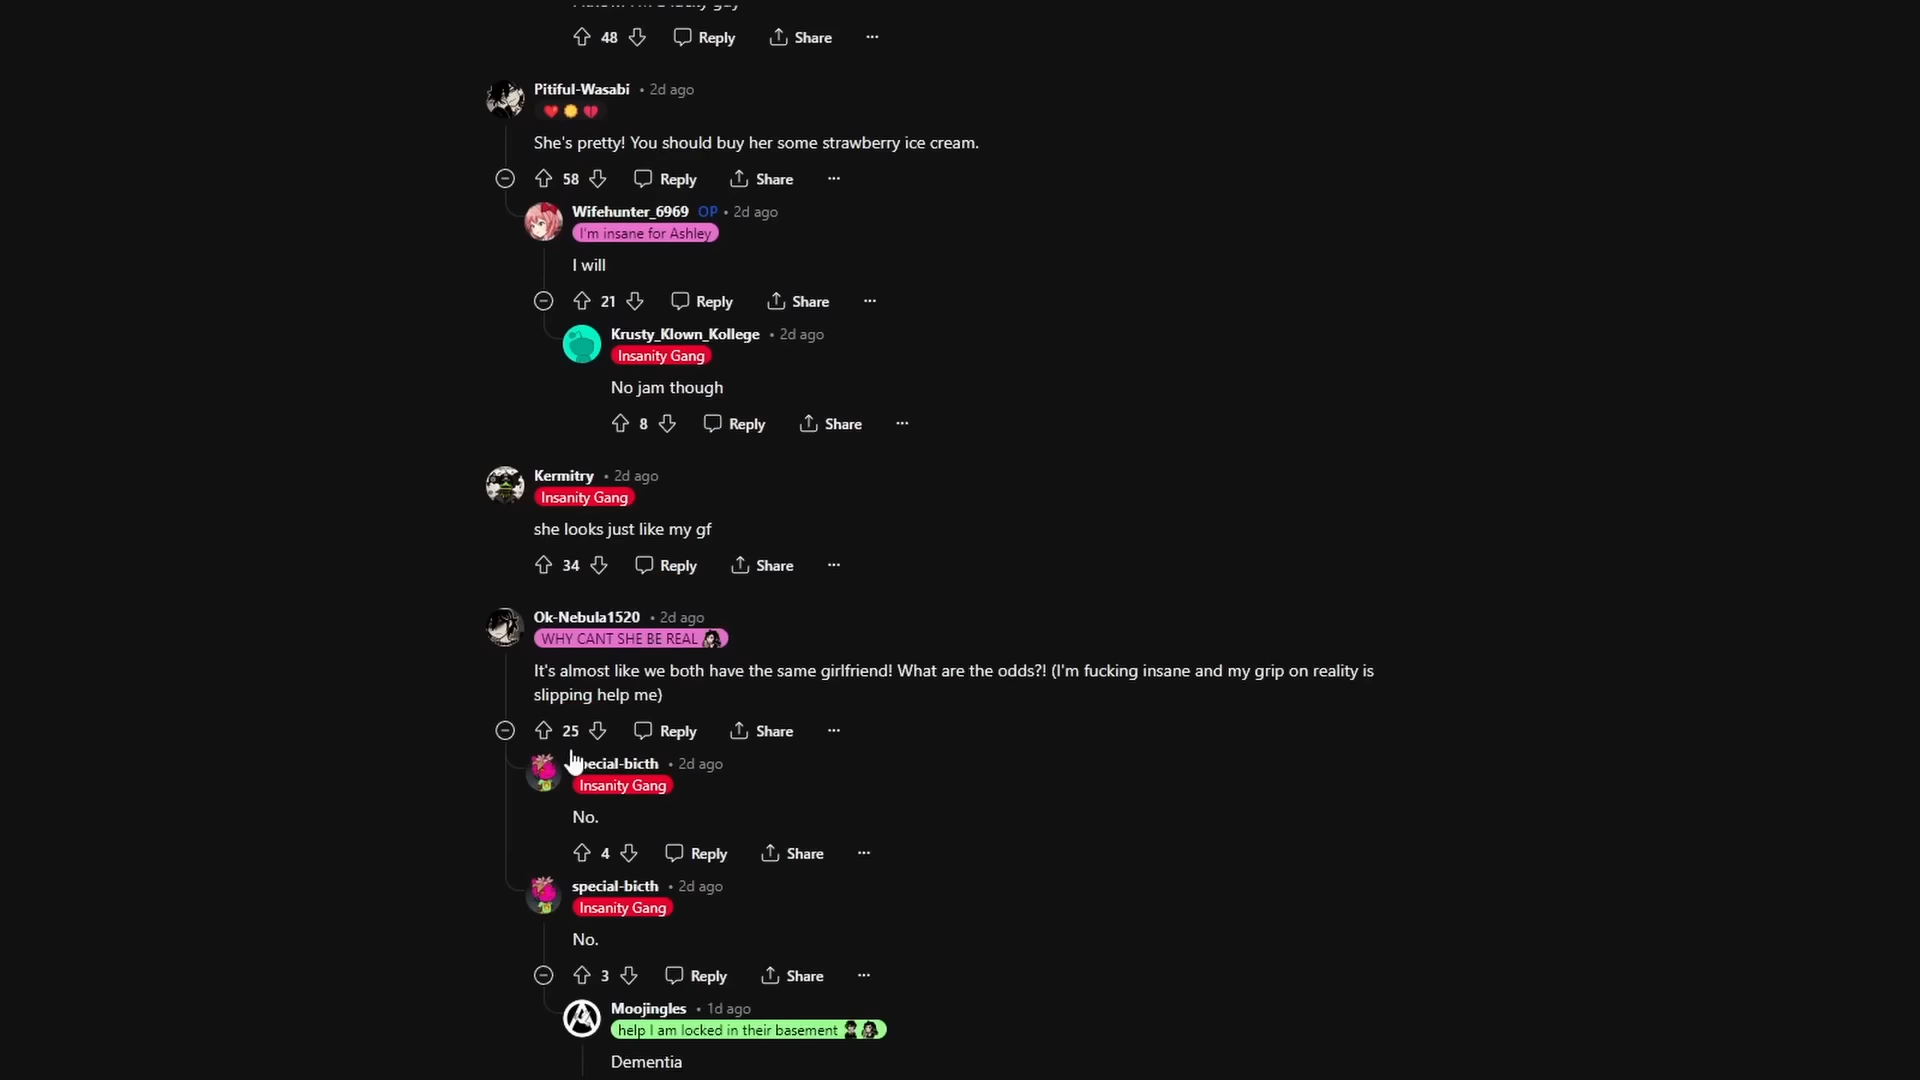 48 Reply Share ...
Pitiful-Wasabi • 2d ago
She's pretty! You should buy her some strawberry ice cream.
58 Reply Share ...
Wifehunter_6969 OP • 2d ago
I'm insane for Ashley
I will
21 Reply Share ...
Krusty_Klown_Kollege • 2d ago
Insanity Gang
No jam though
8 Reply Share ...
Kermitry • 2d ago
Insanity Gang
she looks just like my gf
34 Reply Share ...
Ok-Nebula1520 • 2d ago
WHY CANT SHE BE REAL
It's almost like we both have the same girlfriend! What are the odds?! (I'm fucking insane and my grip on reality is
slipping help me)
25 Reply Share ...
special-bicth • 2d ago
Insanity Gang
No.
4 Reply Share ...
special-bicth • 2d ago
Insanity Gang
No.
3 Reply Share ...
Moojingles • 1d ago
help I am locked in their basement
Dementia